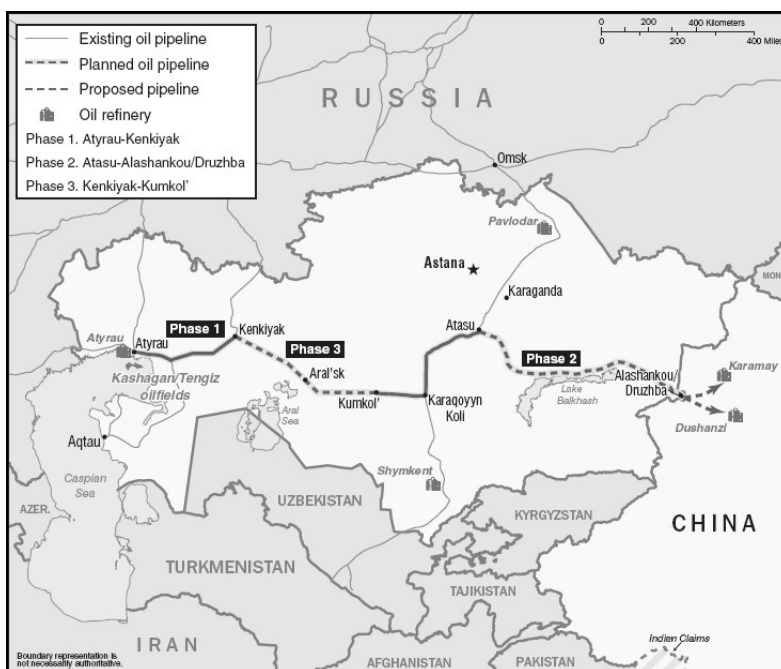 Existing oil pipeline
Planned oil pipeline
Proposed pipeline
Oil refinery
Phase 1. Atyrau-Kenkiyak
Phase 2. Atasu-Alashankou/Druzhba
Phase 3. Kenkiyak-Kumkol'
0 200 400 Kilometers
0 200 400 Miles
RUSSIA
Omsk
Pavlodar
Astana
Karaganda
MON
Atyrau
Atyrau
Phase 1
Kenkiyak
Atasu
Phase 3
Phase 2
Kashagan/Tengiz
oilfields
Aral'sk
Alashankou/
Druzhba
Karamay
Aral
Sea
Kumkol'
Karaqoyyn
Koli
Lake
Balkhash
Dushanzi
Aqtau
Shymkent
Caspian
Sea
UZBEKISTAN
AZER.
KYRGYZSTAN
CHINA
TURKMENISTAN
TAJIKISTAN
IRAN
Indian Claims
Boundary representation is
not necessarily authoritative.
AFGHANISTAN
PAKISTAN